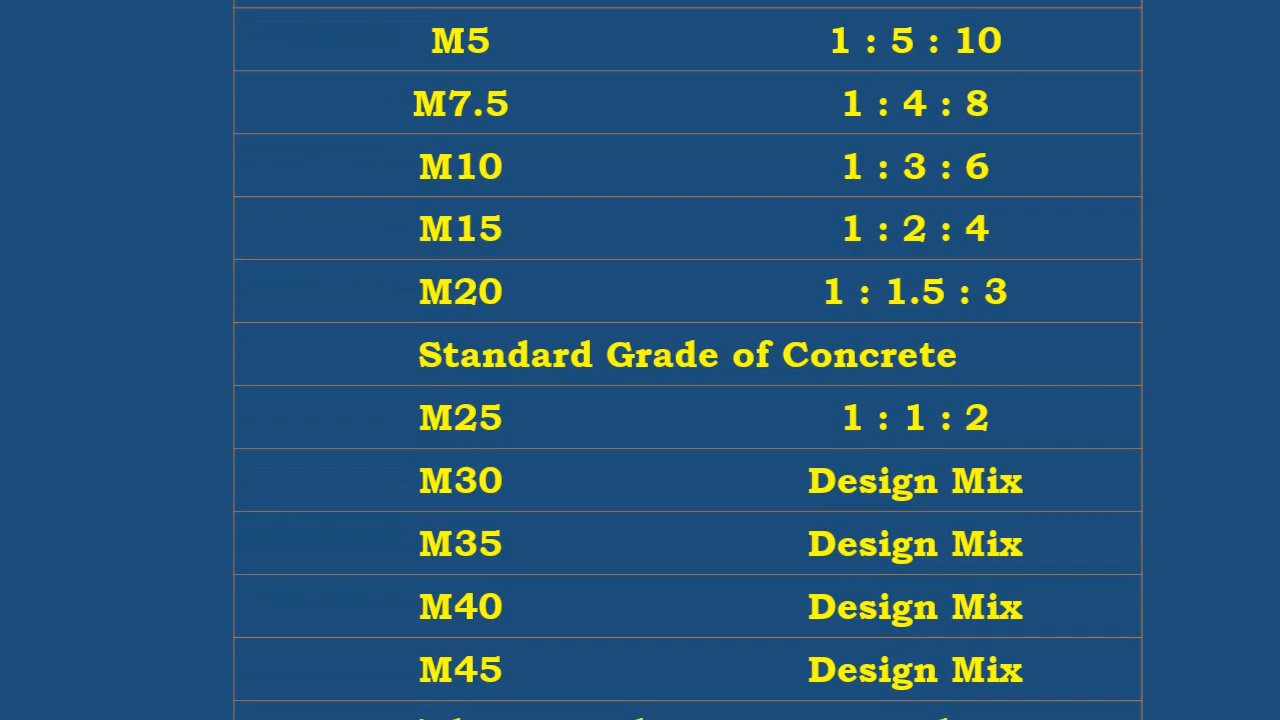 M5 1 : 5 : 10
M7.5 1 : 4 : 8
M10 1 : 3 : 6
M15 1 : 2 : 4
M20 1 : 1.5 : 3
Standard Grade of Concrete
M25 1 : 1 : 2
M30 Design Mix
M35 Design Mix
M40 Design Mix
M45 Design Mix